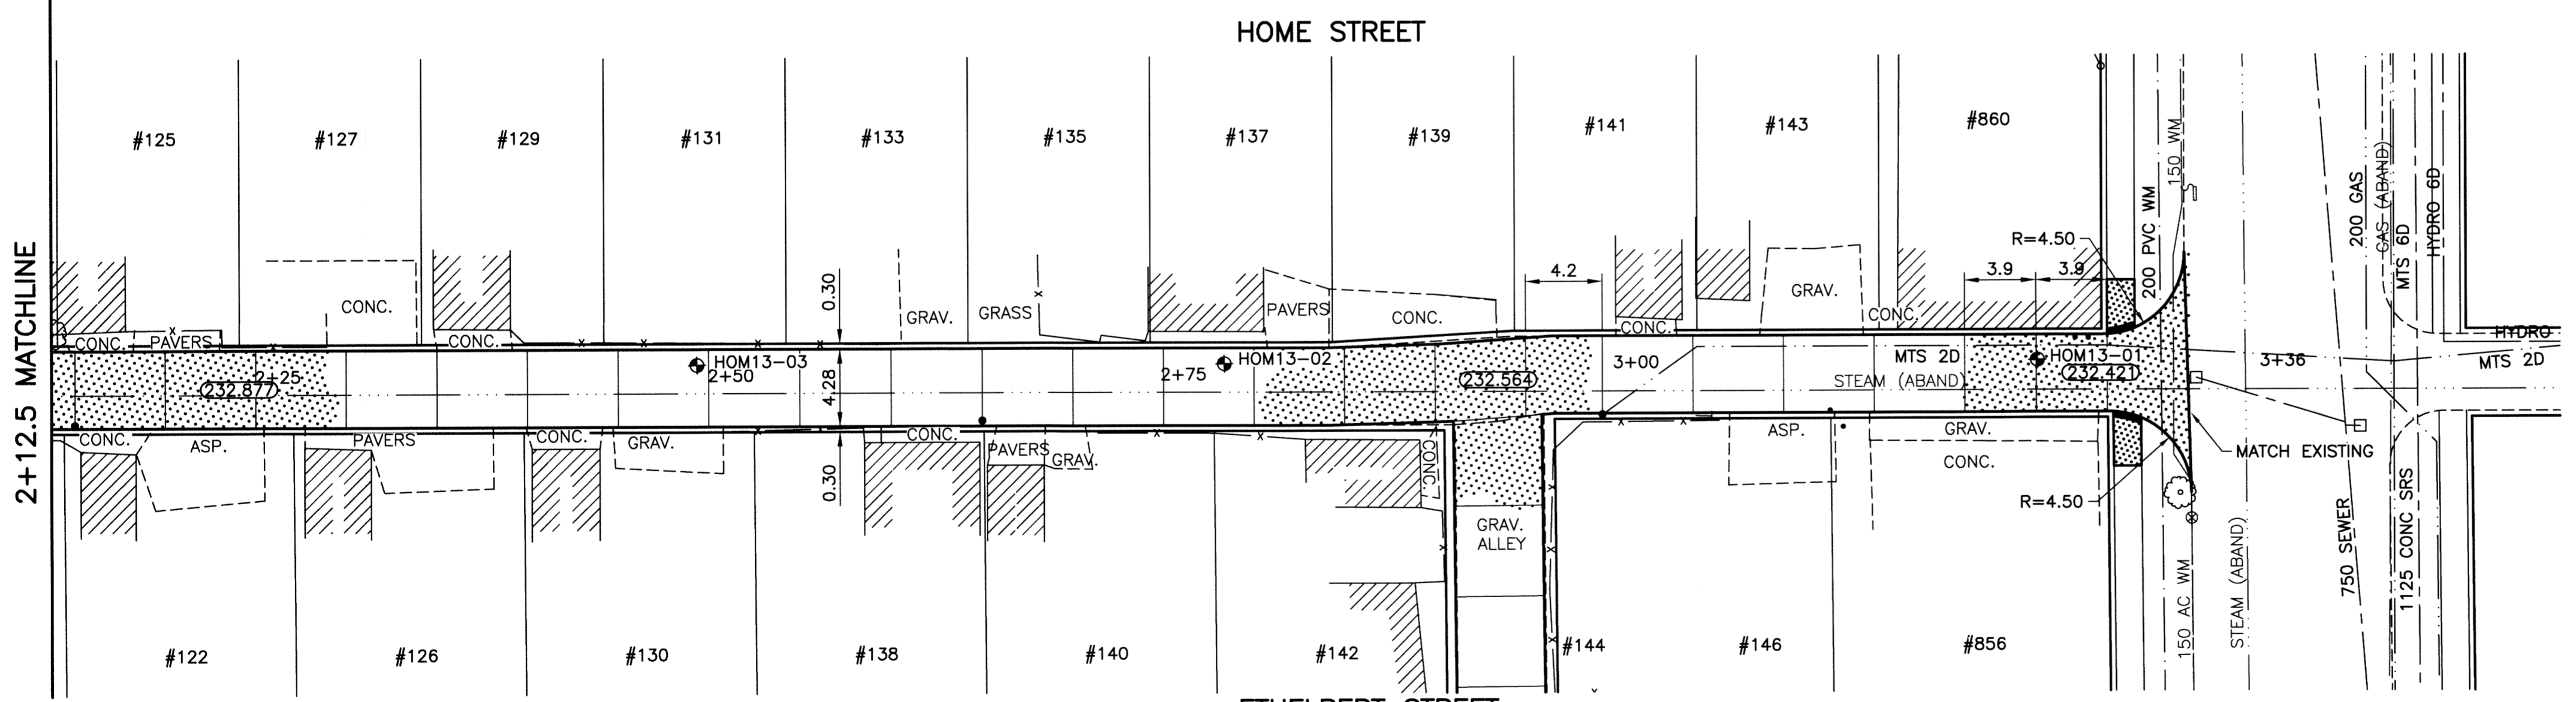 HOME STREET
2+12.5 MATCHLINE
#125
#127
#129
#131
#133
#135
#137
#139
#141
#143
#860
150 WM
200 PVC WM
200 GAS
GAS (ABAND)
MTS 6D
HYDRO 6D
R=4.50
4.2
3.9
3.9
0.30
CONC.
GRAV.
GRASS
PAVERS
CONC.
GRAV.
CONC.
CONC.
CONC.
PAVERS
CONC.
HYDRO
HOM13-03
HOM13-02
HOM13-01
2+25
232.877
2+50
4.28
2+75
232.564
3+00
MTS 2D
STEAM (ABAND)
232.421
3+36
MTS 2D
CONC.
ASP.
PAVERS
CONC.
GRAV.
CONC.
PAVERS
GRAV.
CONC
ASP.
GRAV.
CONC.
MATCH EXISTING
0.30
R=4.50
GRAV.
ALLEY
150 AC WM
STEAM (ABAND)
750 SEWER
1125 CONC SRS
#122
#126
#130
#138
#140
#142
#144
#146
#856
ETHELBERT STREET